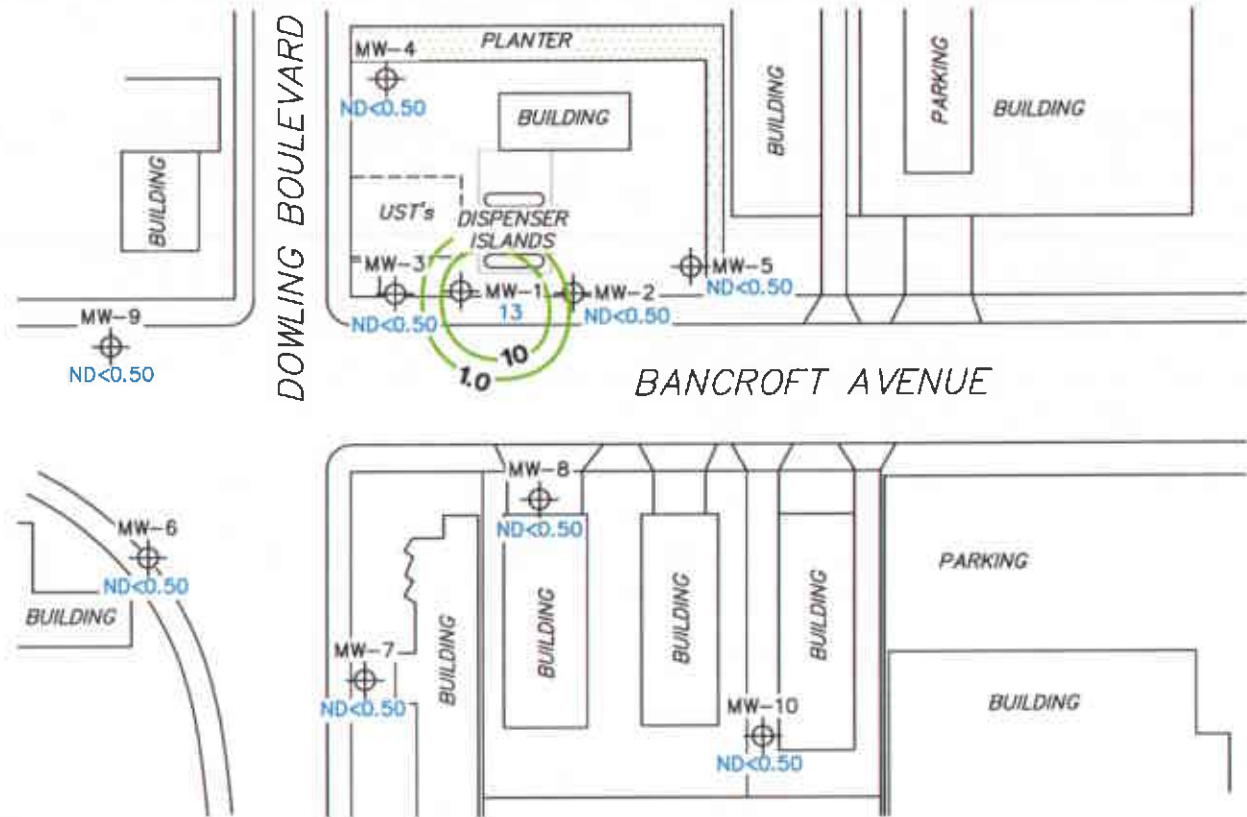 DOWLING BOULEVARD
MW-4
ND<0.50
PLANTER
BUILDING
BUILDING
PARKING
BUILDING
BUILDING
UST's
DISPENSER
ISLANDS
MW-3
ND<0.50
MW-1
13
MW-2
ND<0.50
MW-5
ND<0.50
10
1.0
MW-9
ND<0.50
BANCROFT AVENUE
MW-6
ND<0.50
BUILDING
MW-8
ND<0.50
MW-7
ND<0.50
BUILDING
BUILDING
BUILDING
BUILDING
MW-10
ND<0.50
PARKING
BUILDING